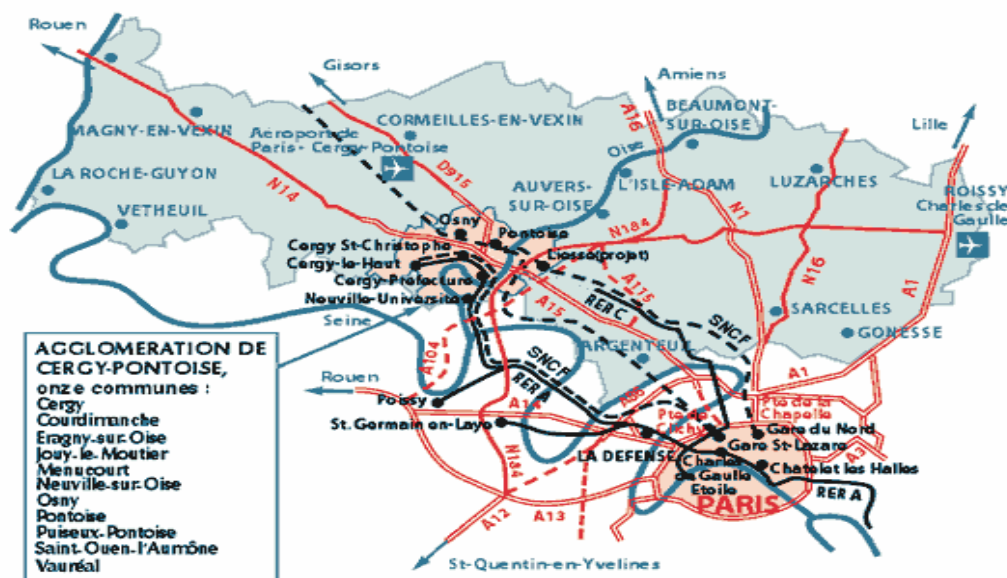 Rouen
Gisors
Amiens
Lille
A16
BEAUMONT-
SUR-OISE
MAGNY-EN-VEXIN
CORMEILLES-EN-VEXIN
Aéroport de
Paris - Cergy-Pontoise
Oise
LA ROCHE-GUYON
N14
D915
AUVERS-
SUR-OISE
L'ISLE-ADAM
LUZARCHES
ROISSY
Charles de
Gaulle
VETHEUIL
N1
Osny
Pontoise
N184
Cergy St-Christophe
Liesse(projet)
Cergy-le-Haut
Cergy-Préfecture
N16
Neuville-Université
A15
RER C
A175
SNCF
A1
SARCELLES
Seine
GONESSE
ARGENTEUIL
AGGLOMERATION DE
CERGY-PONTOISE,
onze communes :
Cergy
Courdimanche
Eragny-sur-Oise
Jouy-le-Moutier
Menucourt
Neuville-sur-Oise
Osny
Pontoise
Puiseux-Pontoise
Saint-Ouen-l'Aumône
Vauréal
A104
SNCF
RER A
Rouen
A1
Poissy
A86
Pte de
Clichy
Pte de la
Chapelle
St. Germain en-Laye
Gare du Nord
Gare St-Lazare
LA DEFENSE
A3
N184
Charles
de Gaulle
Etoile
Chatelet les Halles
RER A
PARIS
A12
A13
St-Quentin-en-Yvelines